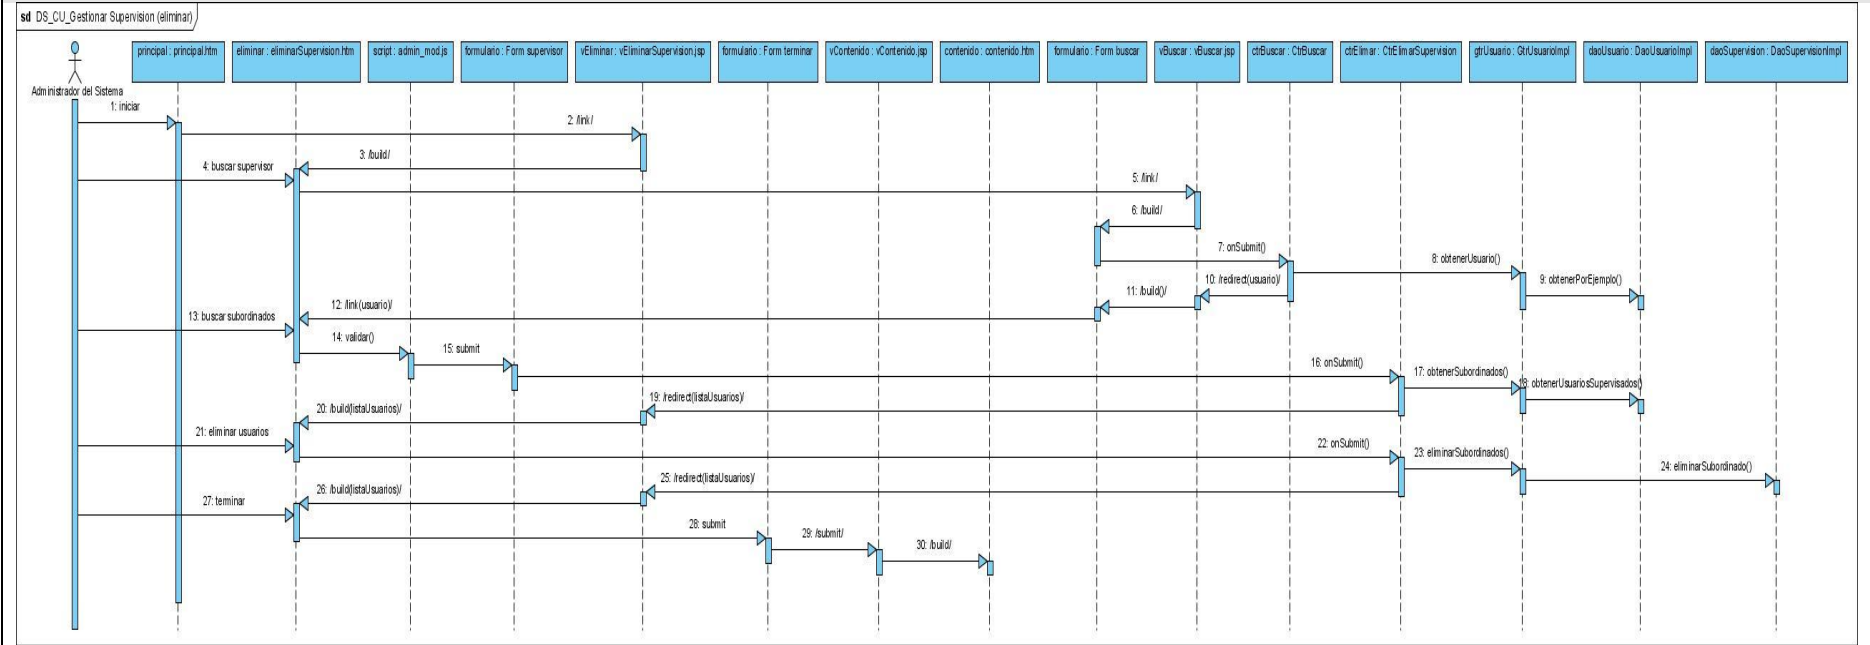 sd DS_CU_Gestionar Supervision (eliminar)
principal : principal.htm
eliminar : eliminarSupervision.htm
script : admin_mod.js
formulario : Form supervisor
vEliminar : vEliminarSupervision.jsp
formulario : Form terminar
vContenido : vContenido.jsp
contenido : contenido.htm
formulario : Form buscar
vBuscar : vBuscar.jsp
ctrBuscar : CtrBuscar
ctrElimar : CtrElimarSupervision
gtrUsuario : GtrUsuarioImpl
daoUsuario : DaoUsuarioImpl
daoSupervision : DaoSupervisionImpl
Administrador del Sistema
1: iniciar
2: /link/
3: /build/
4: buscar supervisor
5: /link/
6: /build/
7: onSubmit()
8: obtenerUsuario()
9: obtenerPorEjemplo()
10: /redirect(usuario)/
11: /build()/
12: /link(usuario)/
13: buscar subordinados
14: validar()
15: submit
16: onSubmit()
17: obtenerSubordinados()
18: obtenerUsuariosSupervisados()
19: /redirect(listaUsuarios)/
20: /build(listaUsuarios)/
21: eliminar usuarios
22: onSubmit()
23: eliminarSubordinados()
24: eliminarSubordinado()
25: /redirect(listaUsuarios)/
26: /build(listaUsuarios)/
27: terminar
28: submit
29: /submit/
30: /build/